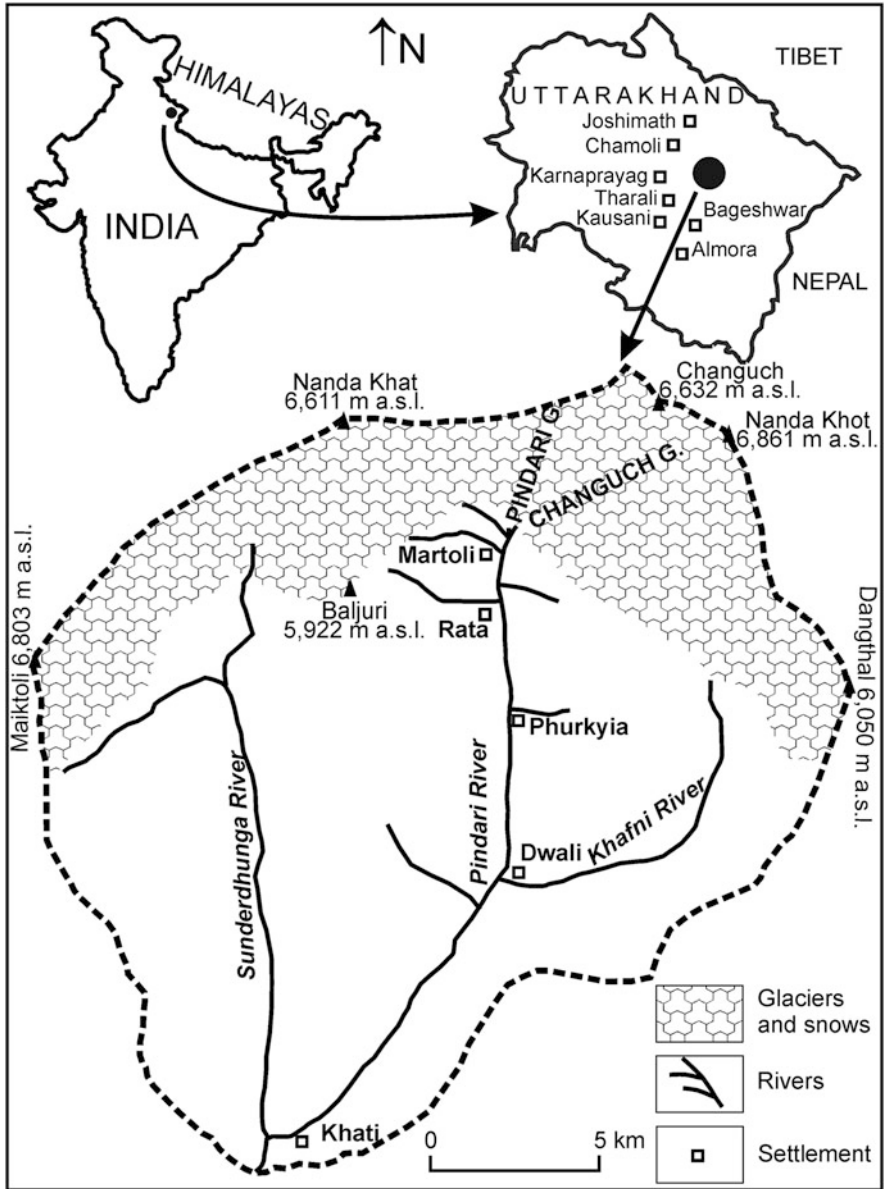 HIMALAYAS
N
INDIA
TIBET
UTTARAKHAND
Joshimath
Chamoli
Karnaprayag
Tharali
Kausani
Bageshwar
Almora
NEPAL
Nanda Khat
6,611 m a.s.l.
Changuch
6,632 m a.s.l.
Nanda Khot
6,861 m a.s.l.
PINDARI G.
CHANGUCH G.
Martoli
Baljuri
5,922 m a.s.l.
Rata
Maiktoli 6,803 m a.s.l.
Dangthal 6,050 m a.s.l.
Phurkyia
Sunderdhunga River
Pindari River
Khafni River
Dwali
Khati
0 5 km
Glaciers
and snows
Rivers
Settlement